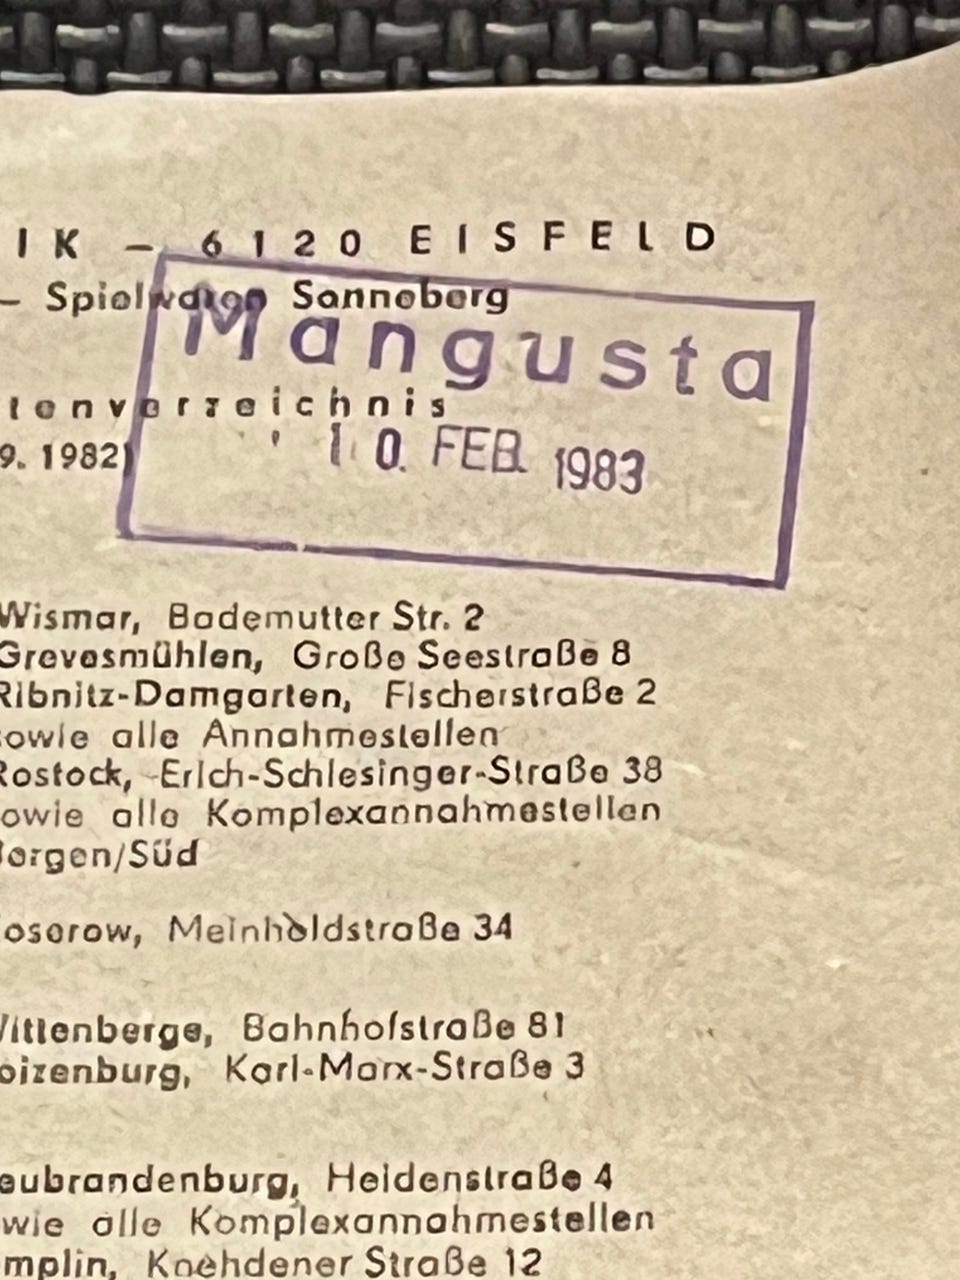 IK – 6120 EISFELD
– Spielwaren Sonneberg
Mangusta
tenverzeichnis
9. 1982)
10. FEB. 1983
Wismar, Bademutter Str. 2
Grevesmühlen, Große Seestraße 8
Ribnitz-Damgarten, Fischerstraße 2
sowie alle Annahmestellen
Rostock, Erich-Schlesinger-Straße 38
owie alle Komplexannahmestellen
Bergen/Süd
oserow, Meinholdstraße 34
Wittenberge, Bahnhofstraße 81
oizenburg, Karl-Marx-Straße 3
eubrandenburg, Heidenstraße 4
wie alle Komplexannahmestellen
mplin, Knehdener Straße 12